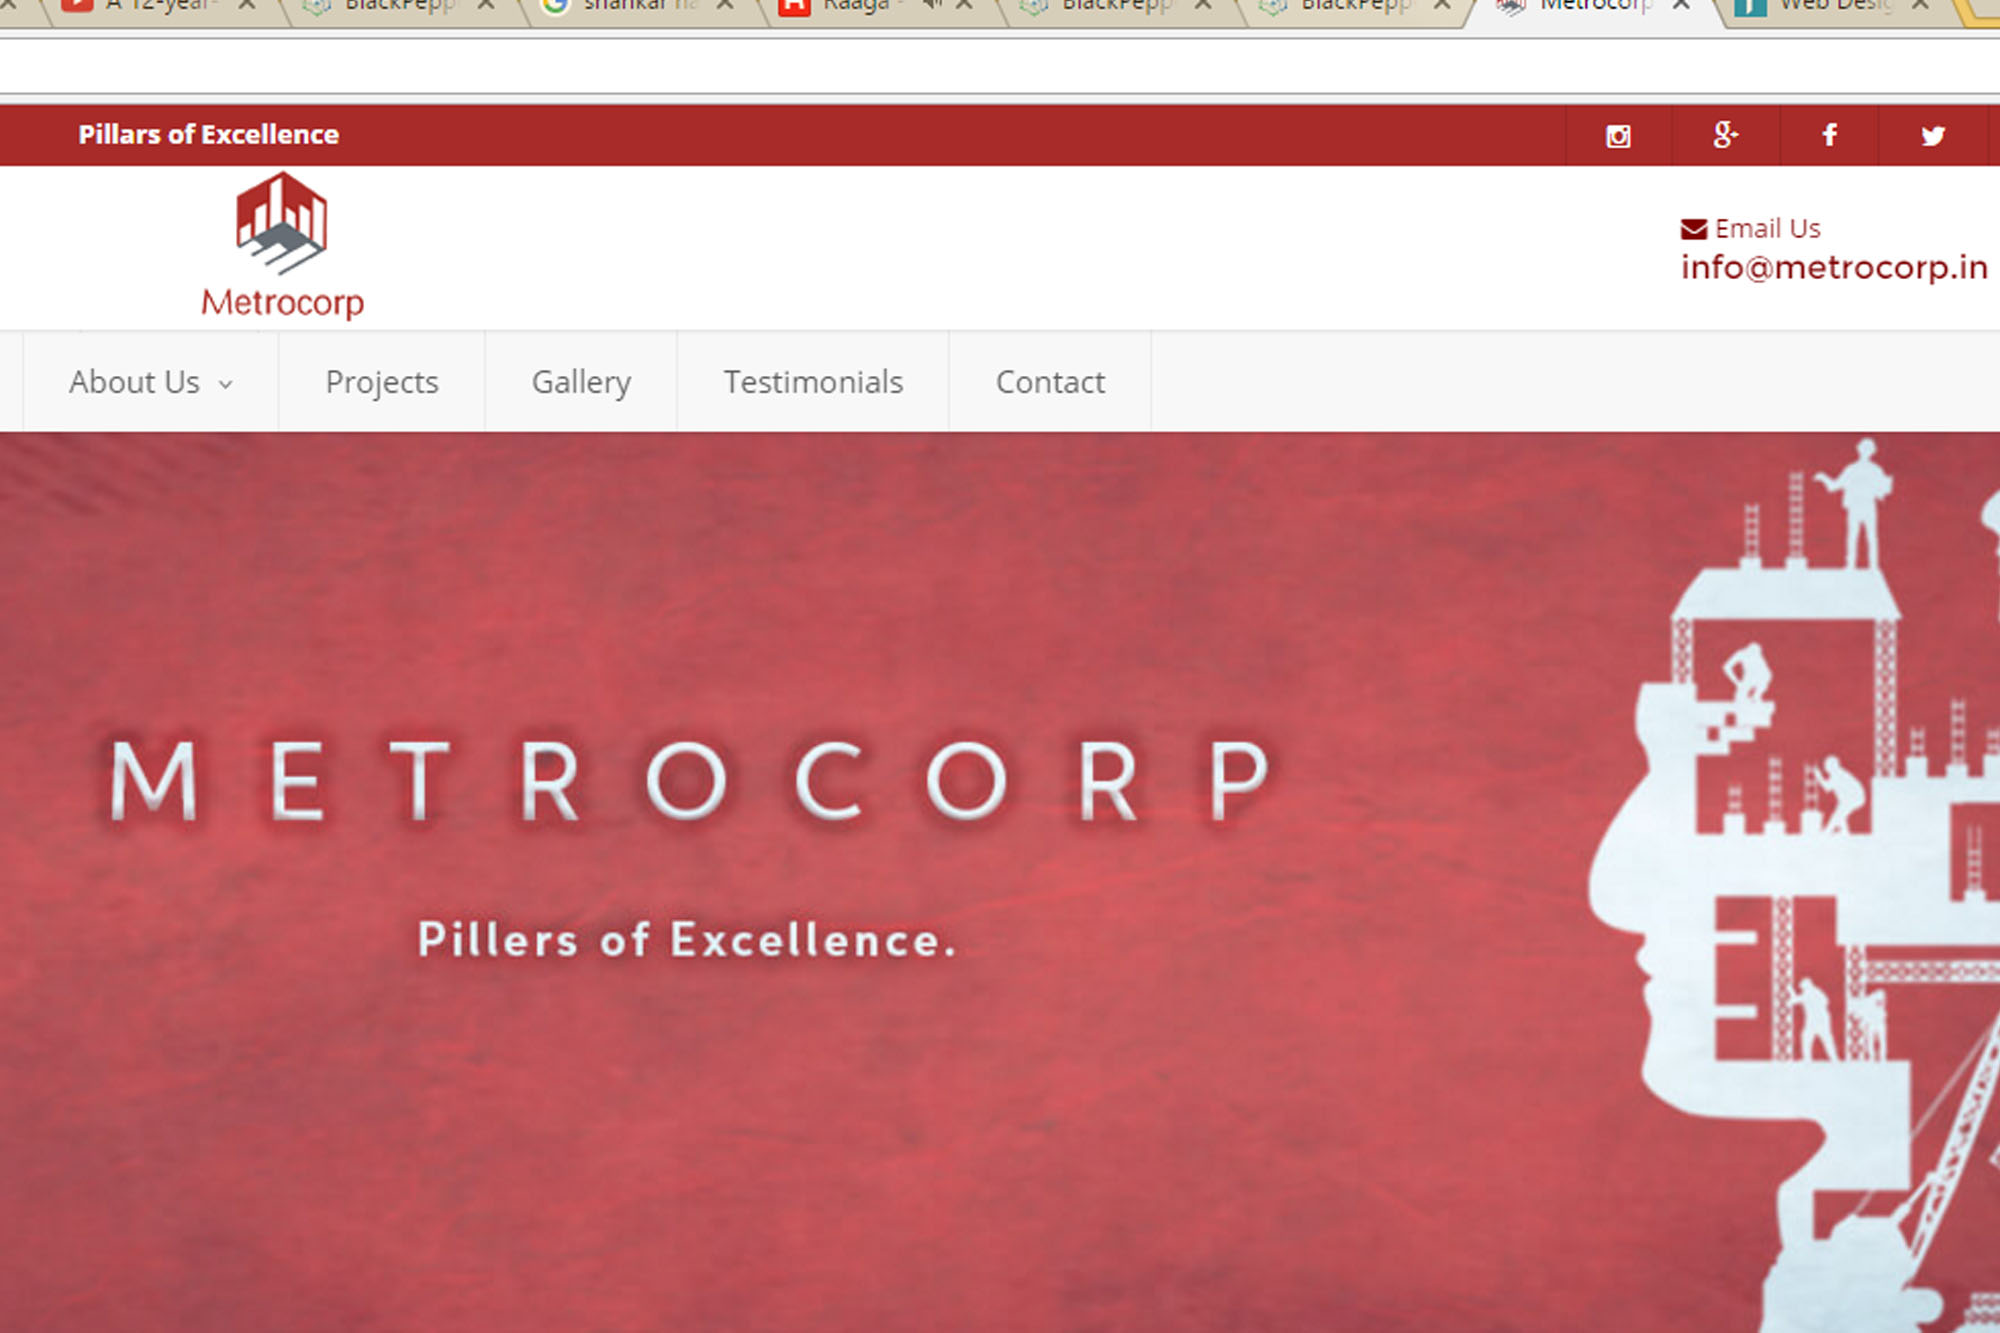 A 12-year-
BlackPepp
shankar na
Raaga -
BlackPepp
BlackPepp
Metrocorp
Web Desig
Pillars of Excellence
Metrocorp
Email Us
info@metrocorp.in
About Us
Projects
Gallery
Testimonials
Contact
METROCORP
Pillers of Excellence.